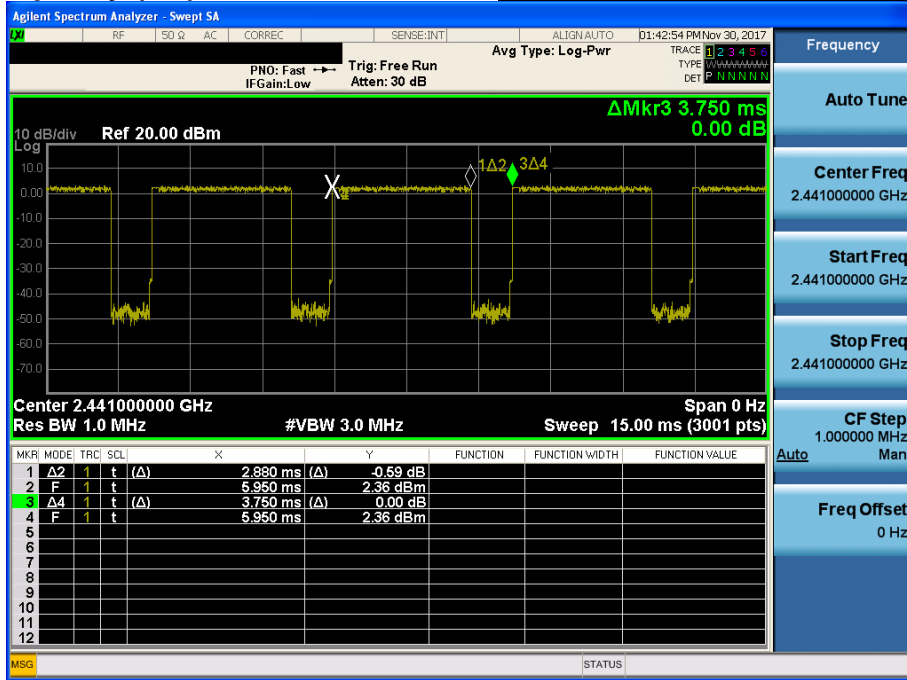 Agilent Spectrum Analyzer - Swept SA
LXI RF 50 Ω AC CORREC SENSE:INT ALIGN AUTO 01:42:54 PM Nov 30, 2017
Frequency
PNO: Fast Trig: Free Run Avg Type: Log-Pwr TRACE 1 2 3 4 5 6
IFGain:Low Atten: 30 dB TYPE WWWWWW
DET P N N N N N
Auto Tune
ΔMkr3 3.750 ms
0.00 dB
10 dB/div Ref 20.00 dBm
Log
10.0
0.00
-10.0
-20.0
-30.0
-40.0
-50.0
-60.0
-70.0
X 1Δ2 3Δ4
Center Freq
2.441000000 GHz
Start Freq
2.441000000 GHz
Stop Freq
2.441000000 GHz
Center 2.441000000 GHz Span 0 Hz
Res BW 1.0 MHz #VBW 3.0 MHz Sweep 15.00 ms (3001 pts)
CF Step
1.000000 MHz
Auto Man
Freq Offset
0 Hz
MKR MODE TRC SCL X Y FUNCTION FUNCTION WIDTH FUNCTION VALUE
1 Δ2 1 t (Δ) 2.880 ms (Δ) -0.59 dB
2 F 1 t 5.950 ms 2.36 dBm
3 Δ4 1 t (Δ) 3.750 ms (Δ) 0.00 dB
4 F 1 t 5.950 ms 2.36 dBm
5
6
7
8
9
10
11
12
MSG STATUS